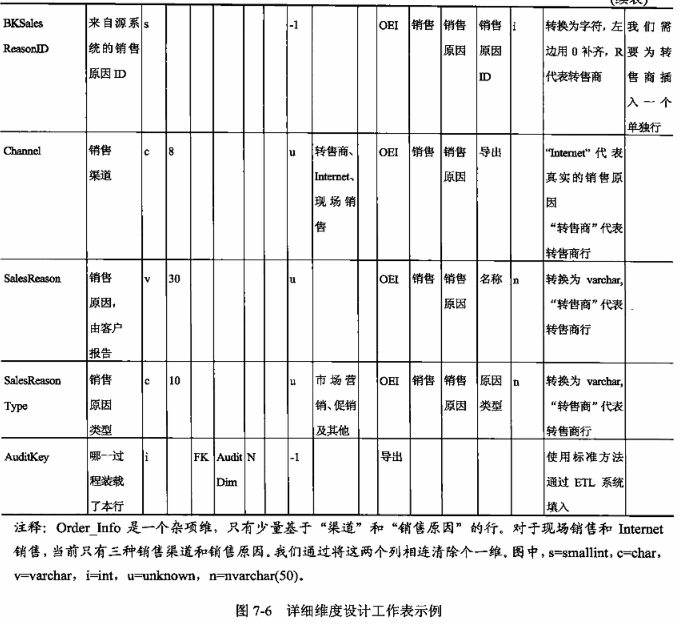 (续表)
BKSales ReasonID 来自源系统的销售原因 ID s -1 OEI 销售 销售原因 销售原因 ID i 转换为字符，左边用 0 补齐，R 代表转售商 我们需要为转售商插入一个单独行
Channel 销售渠道 c 8 u 转售商、Internet、现场销售 OEI 销售 销售原因 导出 “Internet”代表真实的销售原因 “转售商”代表转售商行
SalesReason 销售原因，由客户报告 v 30 u OEI 销售 销售原因 名称 n 转换为 varchar，“转售商”代表转售商行
SalesReason Type 销售原因类型 c 10 u 市场营销、促销及其他 OEI 销售 销售原因 原因类型 n 转换为 varchar，“转售商”代表转售商行
AuditKey 哪一过程装载了本行 i FK Audit Dim N -1 导出 使用标准方法通过 ETL 系统填入
注释：Order_Info 是一个杂项维，只有少量基于“渠道”和“销售原因”的行。对于现场销售和 Internet
销售，当前只有三种销售渠道和销售原因。我们通过将这两个列相连清除个一维。图中，s=smallint，c=char，
v=varchar，i=int，u=unknown，n=nvarchar(50)。
图 7-6 详细维度设计工作表示例